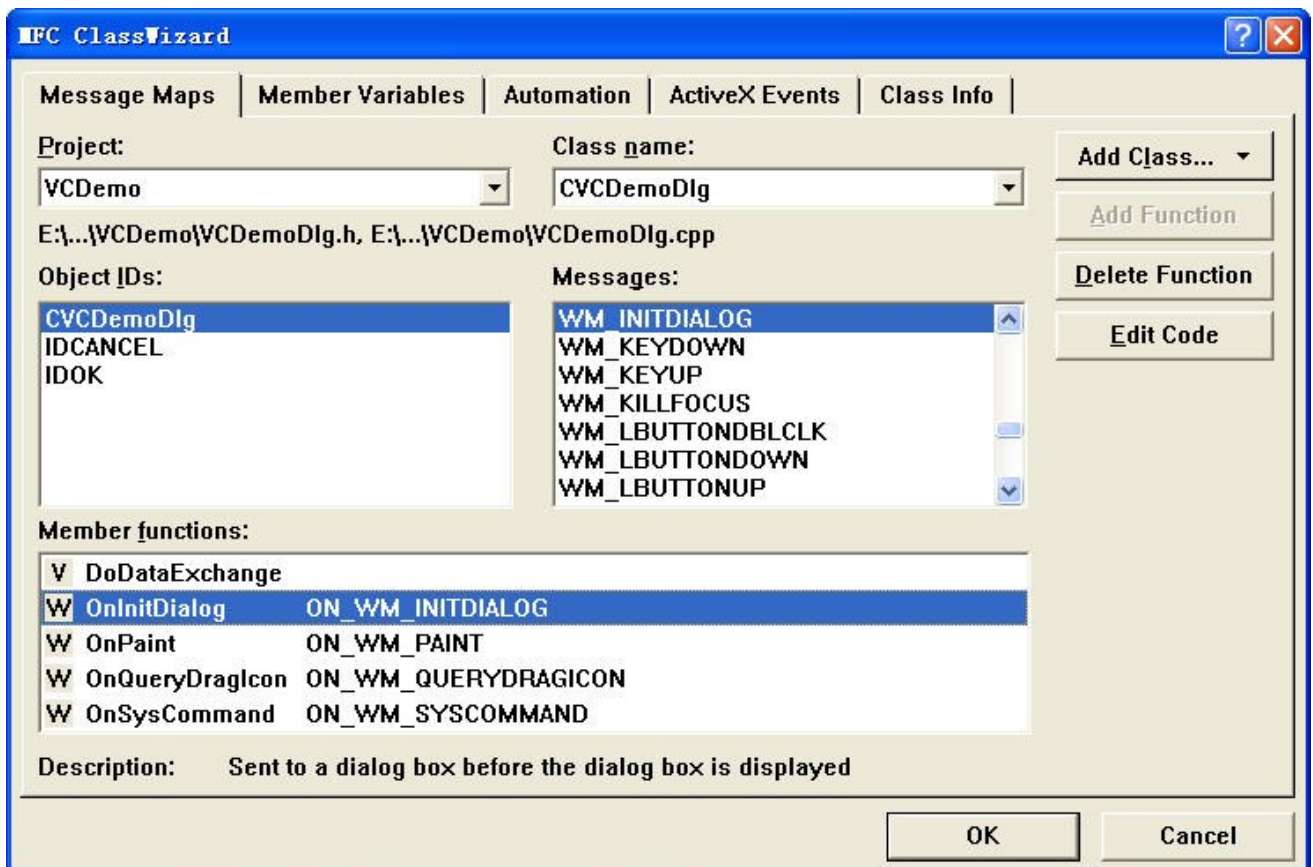 MFC ClassWizard
Message Maps Member Variables Automation ActiveX Events Class Info
Project: Class name:
Add Class...
VCDemo CVCDemoDlg
Add Function
E:\...\VCDemo\VCDemoDlg.h, E:\...\VCDemo\VCDemoDlg.cpp
Object IDs: Messages:
Delete Function
CVCDemoDlg WM_INITDIALOG
IDCANCEL WM_KEYDOWN
Edit Code
IDOK WM_KEYUP
WM_KILLFOCUS
WM_LBUTTONDBLCLK
WM_LBUTTONDOWN
WM_LBUTTONUP
Member functions:
V DoDataExchange
W OnInitDialog ON_WM_INITDIALOG
W OnPaint ON_WM_PAINT
W OnQueryDragIcon ON_WM_QUERYDRAGICON
W OnSysCommand ON_WM_SYSCOMMAND
Description: Sent to a dialog box before the dialog box is displayed
OK Cancel